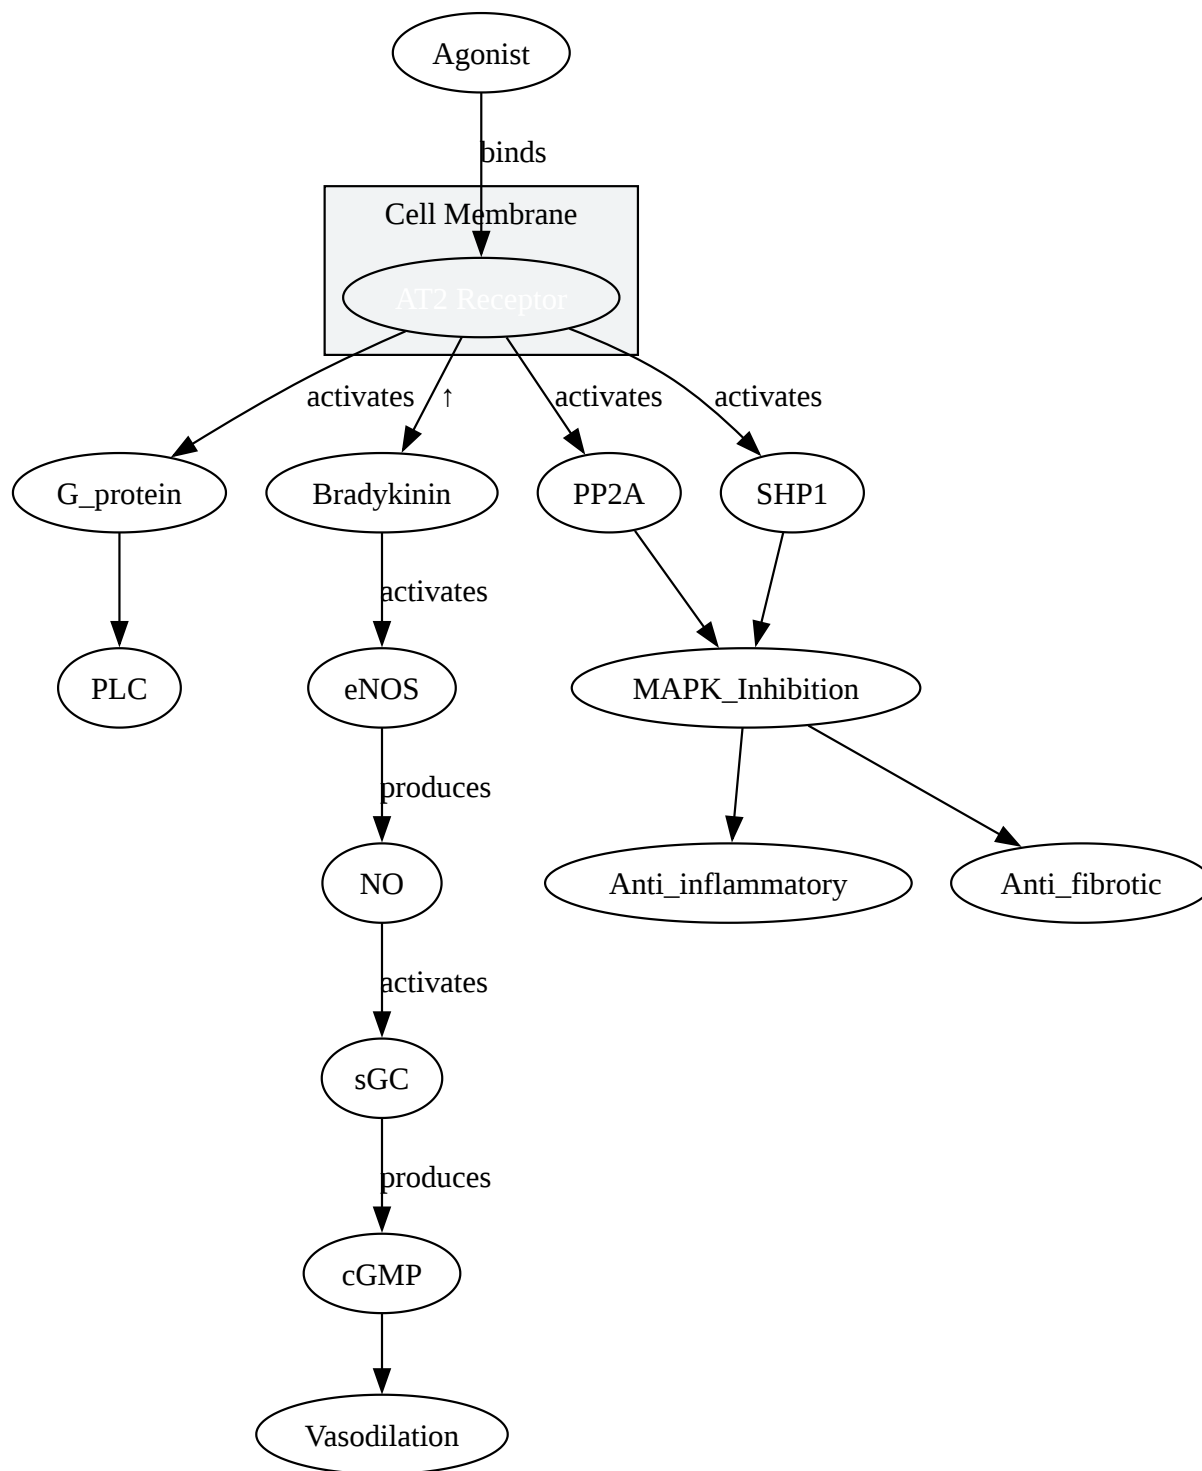 Agonist
binds
Cell Membrane
AT2 Receptor
activates
↑
activates
activates
G_protein
Bradykinin
PP2A
SHP1
activates
PLC
eNOS
MAPK_Inhibition
produces
NO
Anti_inflammatory
Anti_fibrotic
activates
sGC
produces
cGMP
Vasodilation